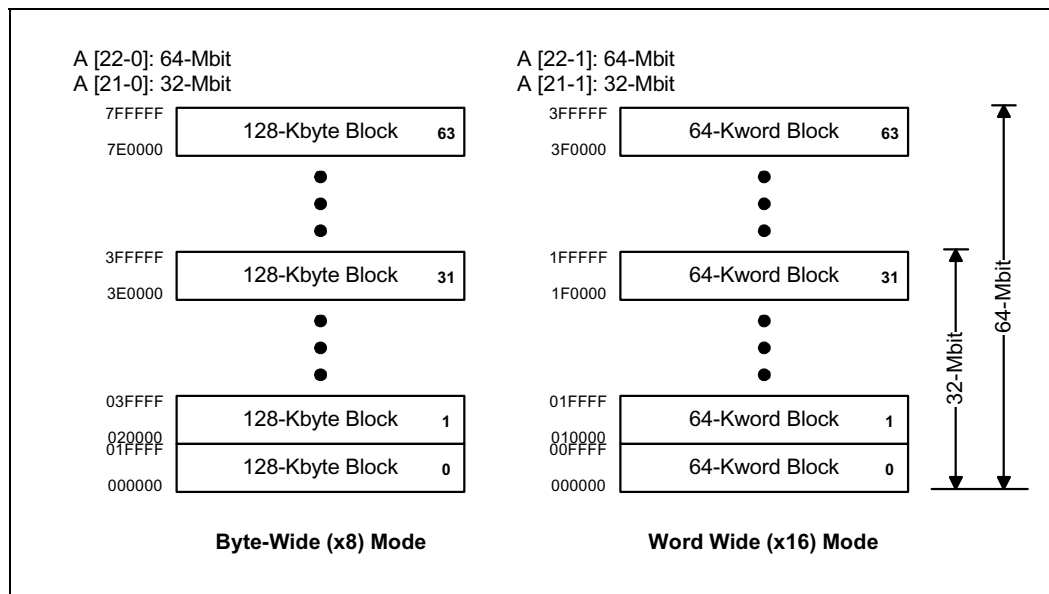 A [22-0]: 64-Mbit
A [21-0]: 32-Mbit
7FFFFF
128-Kbyte Block 63
7E0000
3FFFFF
128-Kbyte Block 31
3E0000
03FFFF
128-Kbyte Block 1
020000
01FFFF
128-Kbyte Block 0
000000
Byte-Wide (x8) Mode
A [22-1]: 64-Mbit
A [21-1]: 32-Mbit
3FFFFF
64-Kword Block 63
3F0000
1FFFFF
64-Kword Block 31
1F0000
01FFFF
64-Kword Block 1
010000
00FFFF
64-Kword Block 0
000000
Word Wide (x16) Mode
32-Mbit
64-Mbit